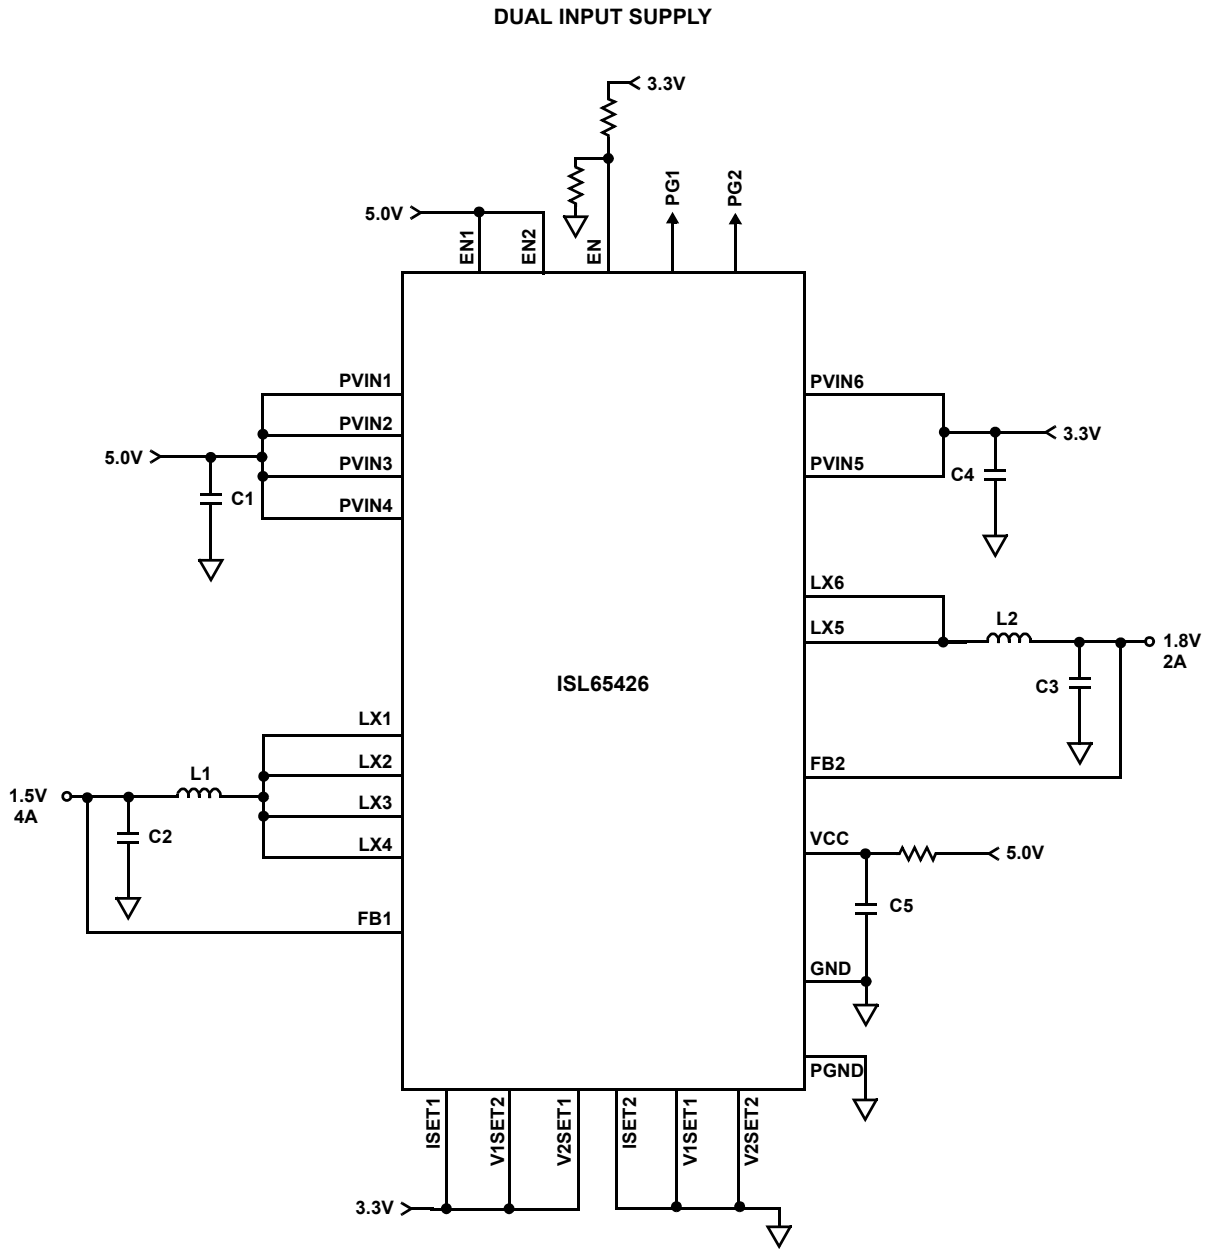 DUAL INPUT SUPPLY
3.3V
PG1
PG2
5.0V
EN1
EN2
EN
PVIN1
PVIN2
PVIN3
PVIN4
5.0V
C1
PVIN6
PVIN5
3.3V
C4
LX6
LX5
L2
1.8V
2A
C3
ISL65426
LX1
LX2
LX3
LX4
L1
1.5V
4A
C2
FB2
VCC
5.0V
C5
FB1
GND
PGND
ISET1
V1SET2
V2SET1
ISET2
V1SET1
V2SET2
3.3V